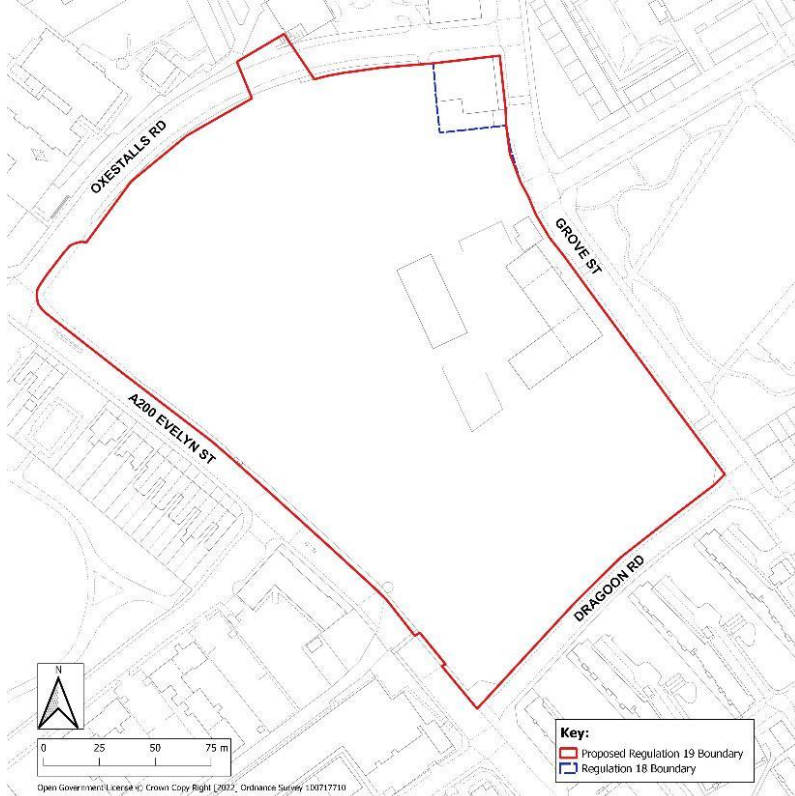 OXESTALLS RD
GROVE ST
A200 EVELYN ST
DRAGOON RD
N
0 25 50 75 m
Key:
Proposed Regulation 19 Boundary
Regulation 18 Boundary
Open Government License © Crown Copy Right [2022], Ordnance Survey 100717710